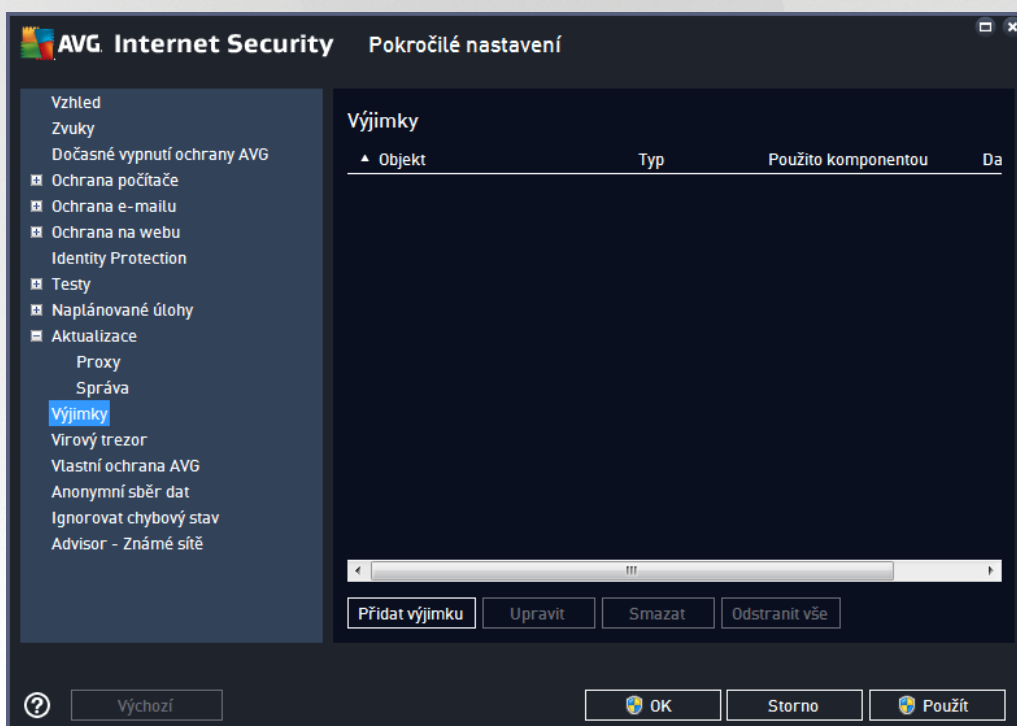 AVG. Internet Security Pokročilé nastavení
Vzhled
Zvuky
Dočasné vypnutí ochrany AVG
Ochrana počítače
Ochrana e-mailu
Ochrana na webu
Identity Protection
Testy
Naplánované úlohy
Aktualizace
Proxy
Správa
Výjimky
Virový trezor
Vlastní ochrana AVG
Anonymní sběr dat
Ignorovat chybový stav
Advisor - Známé sítě
Výjimky
Objekt Typ Použito komponentou Da
Přidat výjimku Upravit Smazat Odstranit vše
Výchozí OK Storno Použít